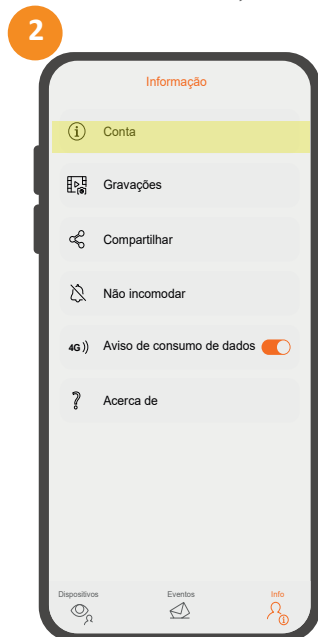 2
Informação
Conta
Gravações
Compartilhar
Não incomodar
4G Aviso de consumo de dados
? Acerca de
Dispositivos Eventos Info